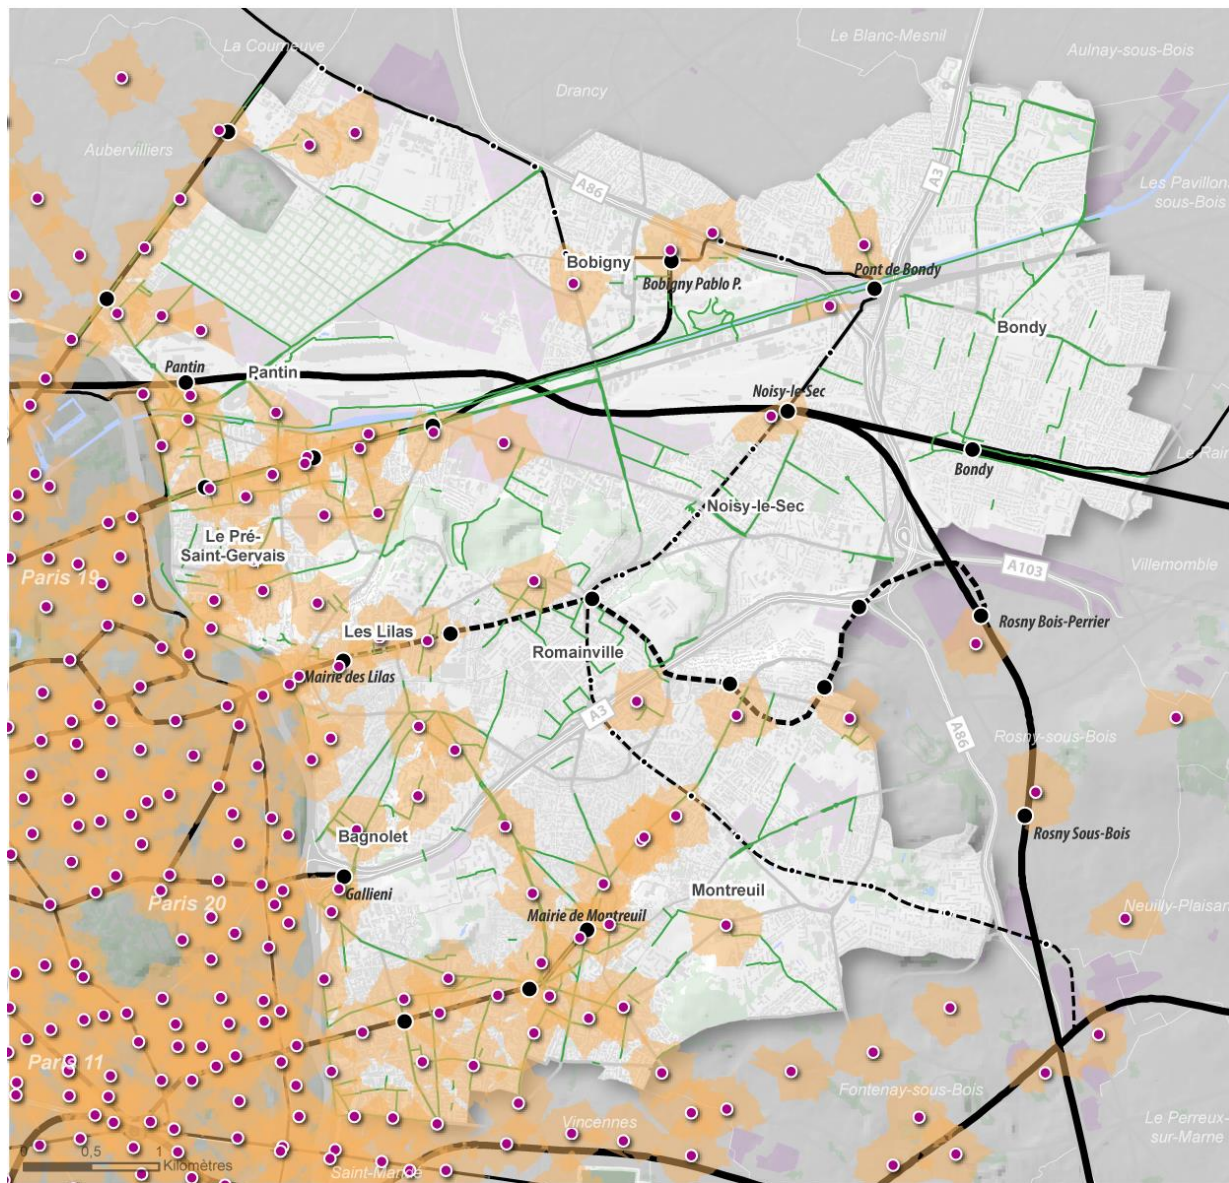 La Courneuve
Le Blanc-Mesnil
Aulnay-sous-Bois
Drancy
Aubervilliers
A86
A3
Les Pavillon
sous-Bois
Bobigny
Bobigny Pablo P.
Pont de Bondy
Bondy
Pantin
Pantin
Noisy-le-Sec
Bondy
Le Rain
Noisy-le-Sec
Le Pré-
Saint-Gervais
Paris 19
A103
Villemomble
Rosny Bois-Perrier
Les Lilas
Romainville
Mairie des Lilas
A3
A86
Rosny-sous-Bois
Bagnolet
Rosny Sous-Bois
Gallieni
Montreuil
Paris 20
Mairie de Montreuil
Neuilly-Plaisan
Paris 11
Fontenay-sous-Bois
Vincennes
Le Perreux-
sur-Marne
0 0,5 1
Kilomètres
Saint-Mandé